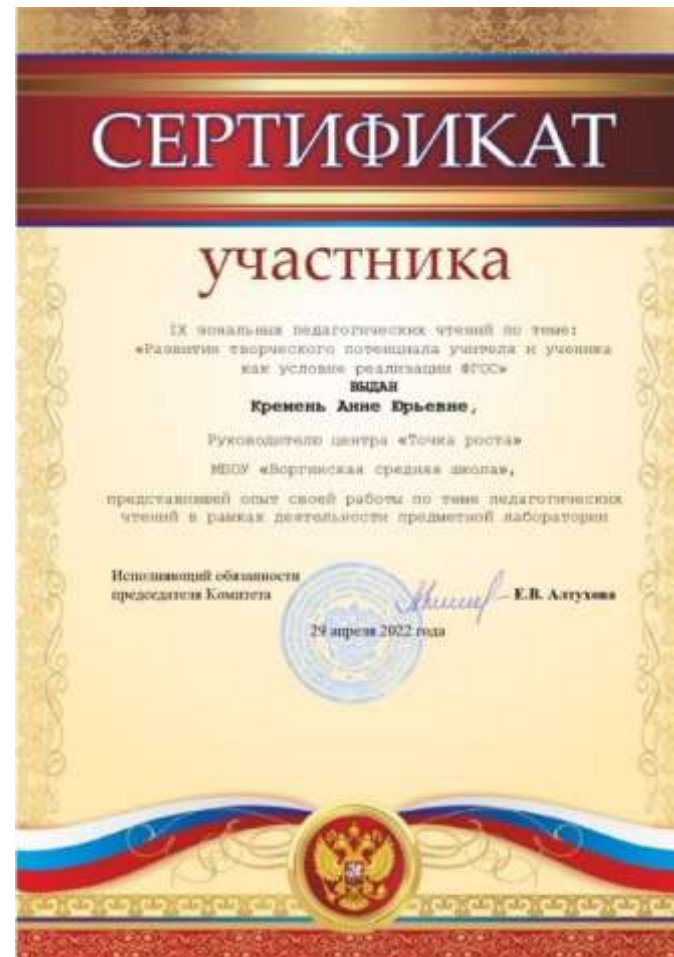 СЕРТИФИКАТ
участника
IX зональных педагогических чтений по теме:
«Развитие творческого потенциала учителя и ученика
как условие реализации ФГОС»
ВЫДАН
Кремень Анне Юрьевне,
Руководителю центра «Точка роста»
МБОУ «Воргинская средняя школа»,
представившей опыт своей работы по теме педагогических
чтений в рамках деятельности предметной лаборатории
Исполняющий обязанности
председателя Комитета
Е.В. Алтухова
29 апреля 2022 года